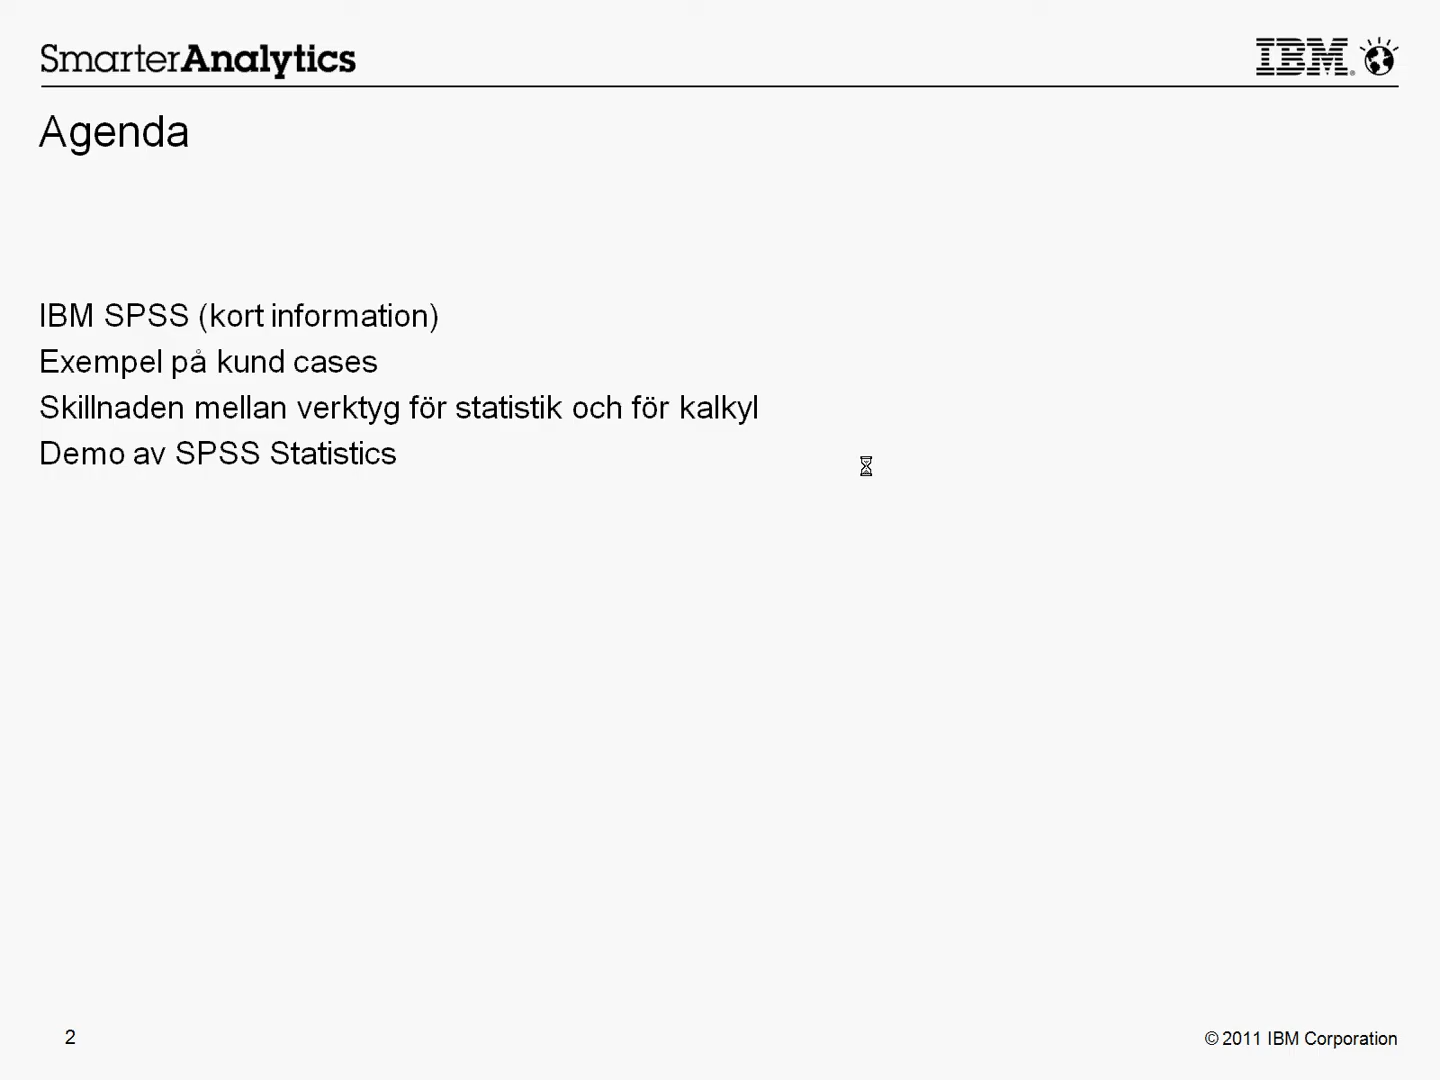 SmarterAnalytics
IBM
Agenda
IBM SPSS (kort information)
Exempel på kund cases
Skillnaden mellan verktyg för statistik och för kalkyl
Demo av SPSS Statistics
2
© 2011 IBM Corporation